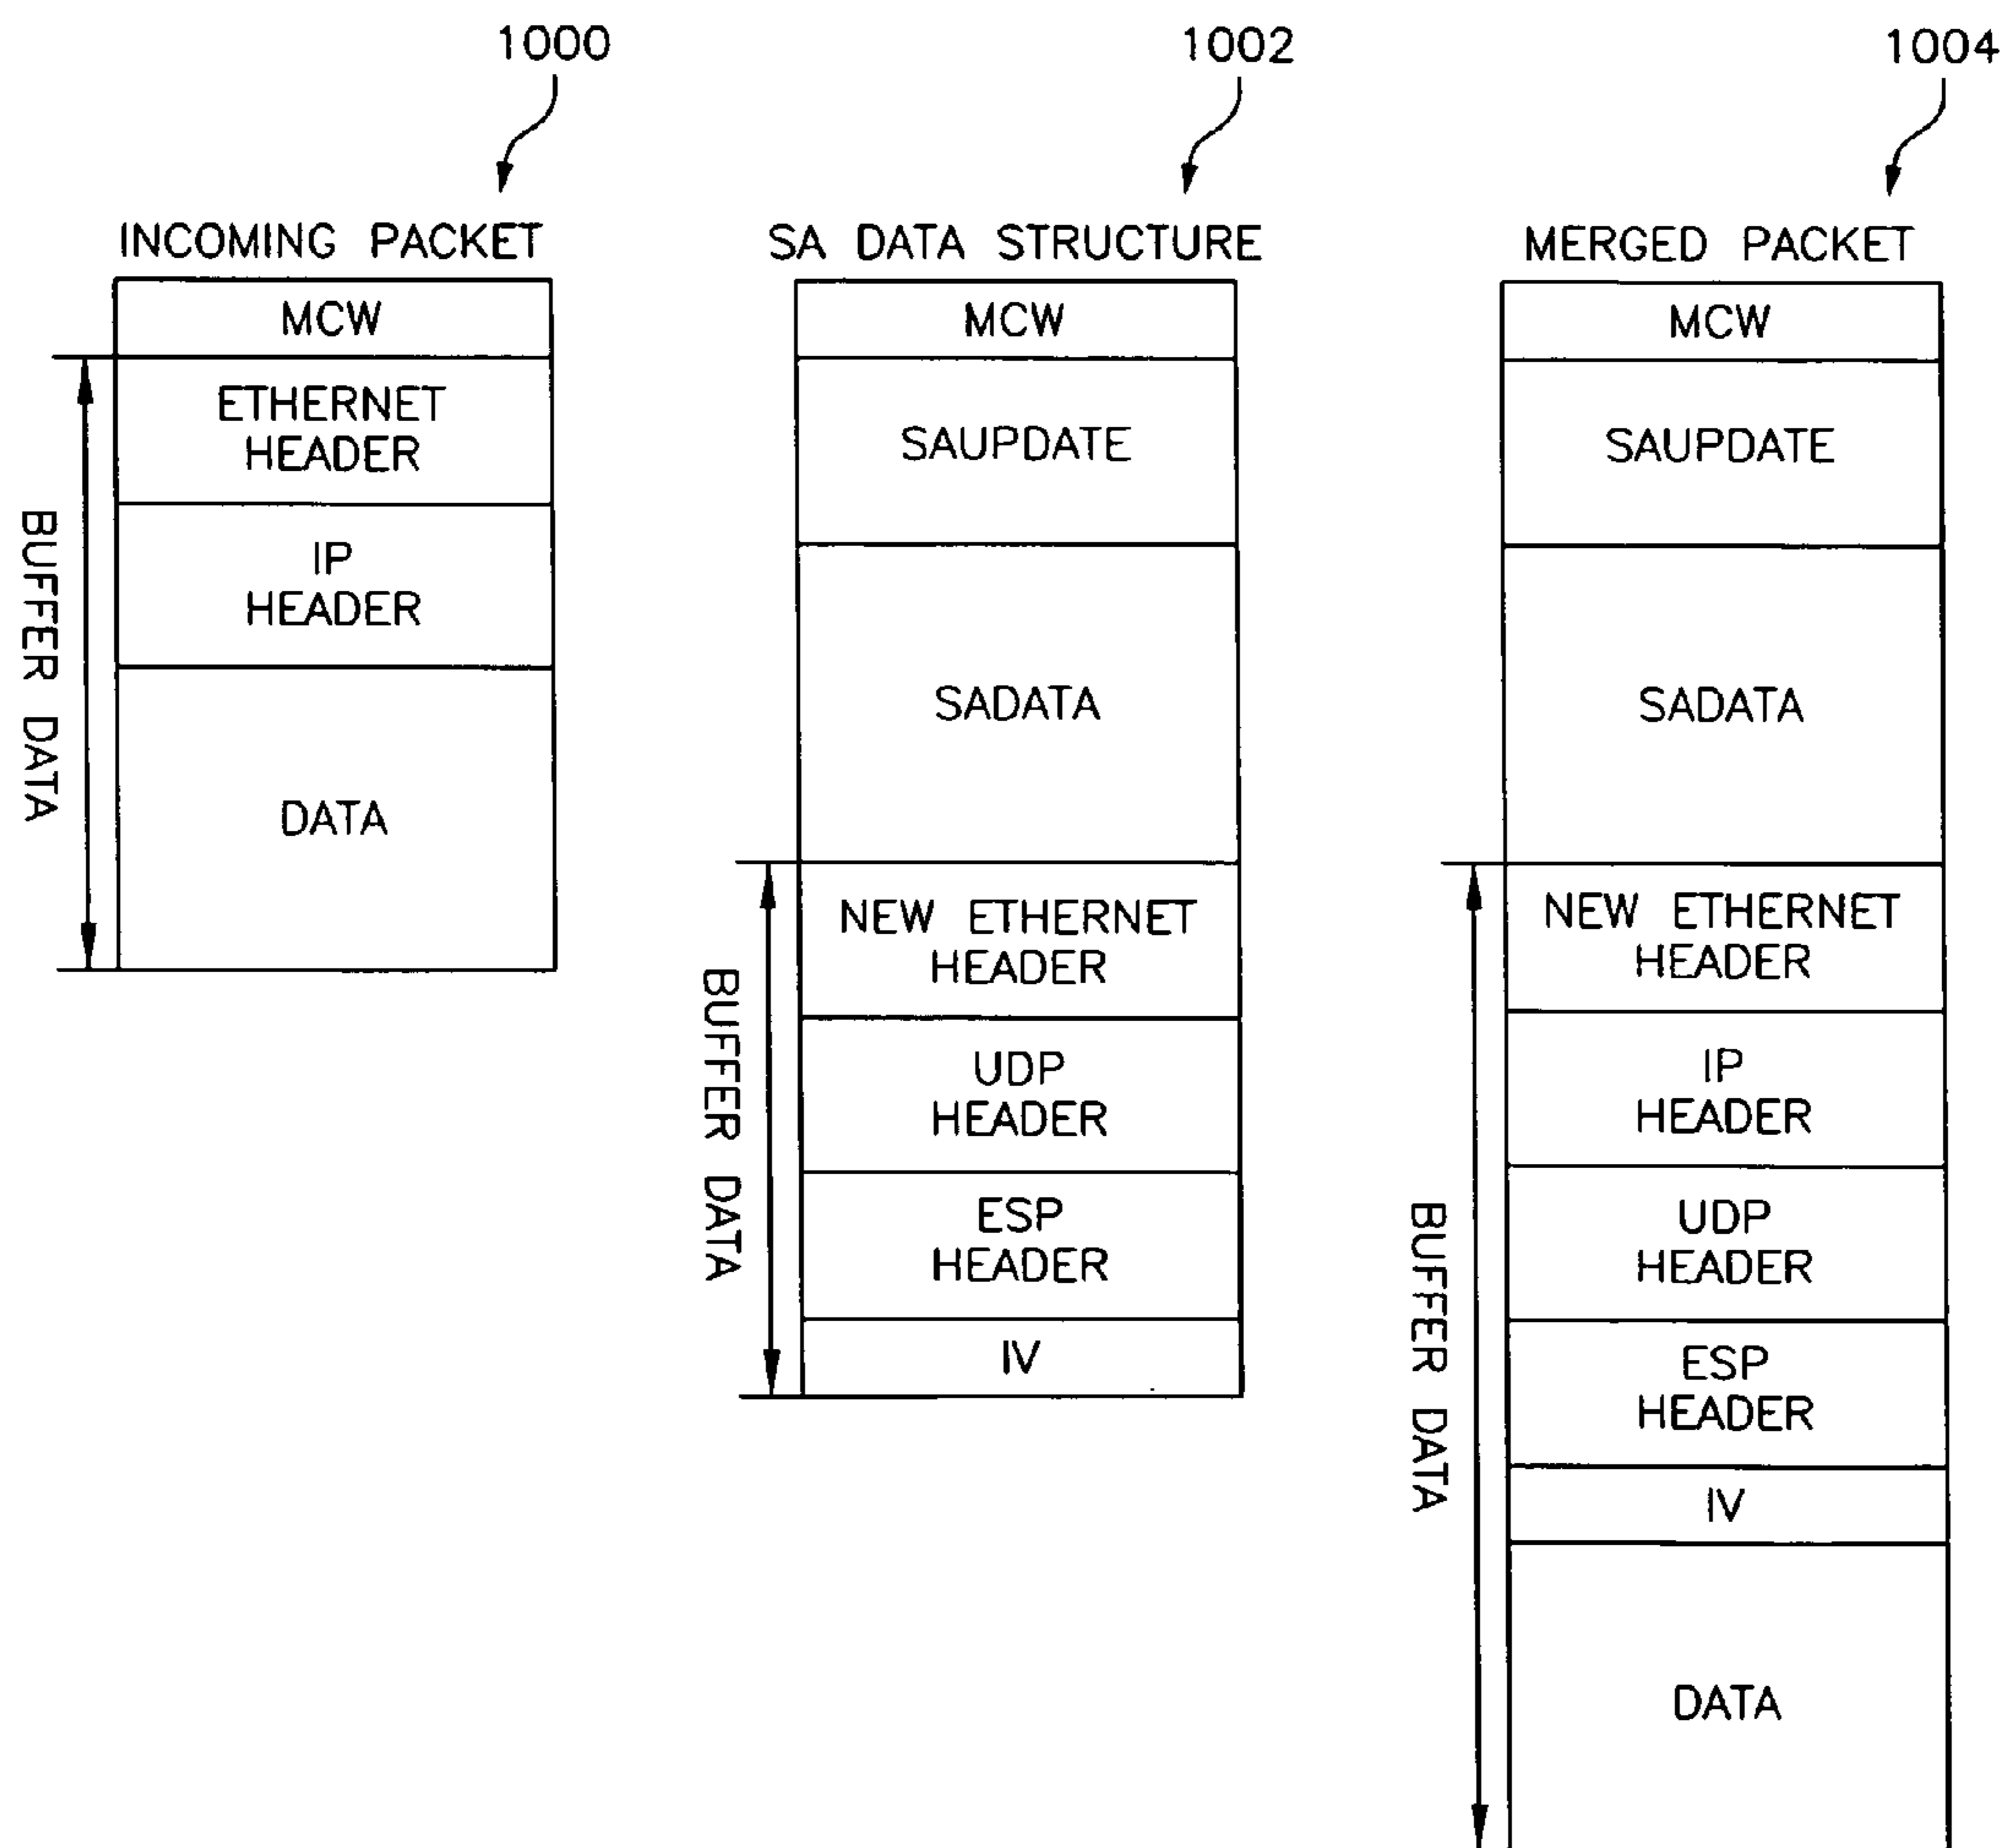 1000
INCOMING PACKET
MCW
ETHERNET
HEADER
IP
HEADER
DATA
BUFFER DATA
1002
SA DATA STRUCTURE
MCW
SAUPDATE
SADATA
NEW ETHERNET
HEADER
UDP
HEADER
ESP
HEADER
IV
BUFFER DATA
1004
MERGED PACKET
MCW
SAUPDATE
SADATA
NEW ETHERNET
HEADER
IP
HEADER
UDP
HEADER
ESP
HEADER
IV
DATA
BUFFER DATA